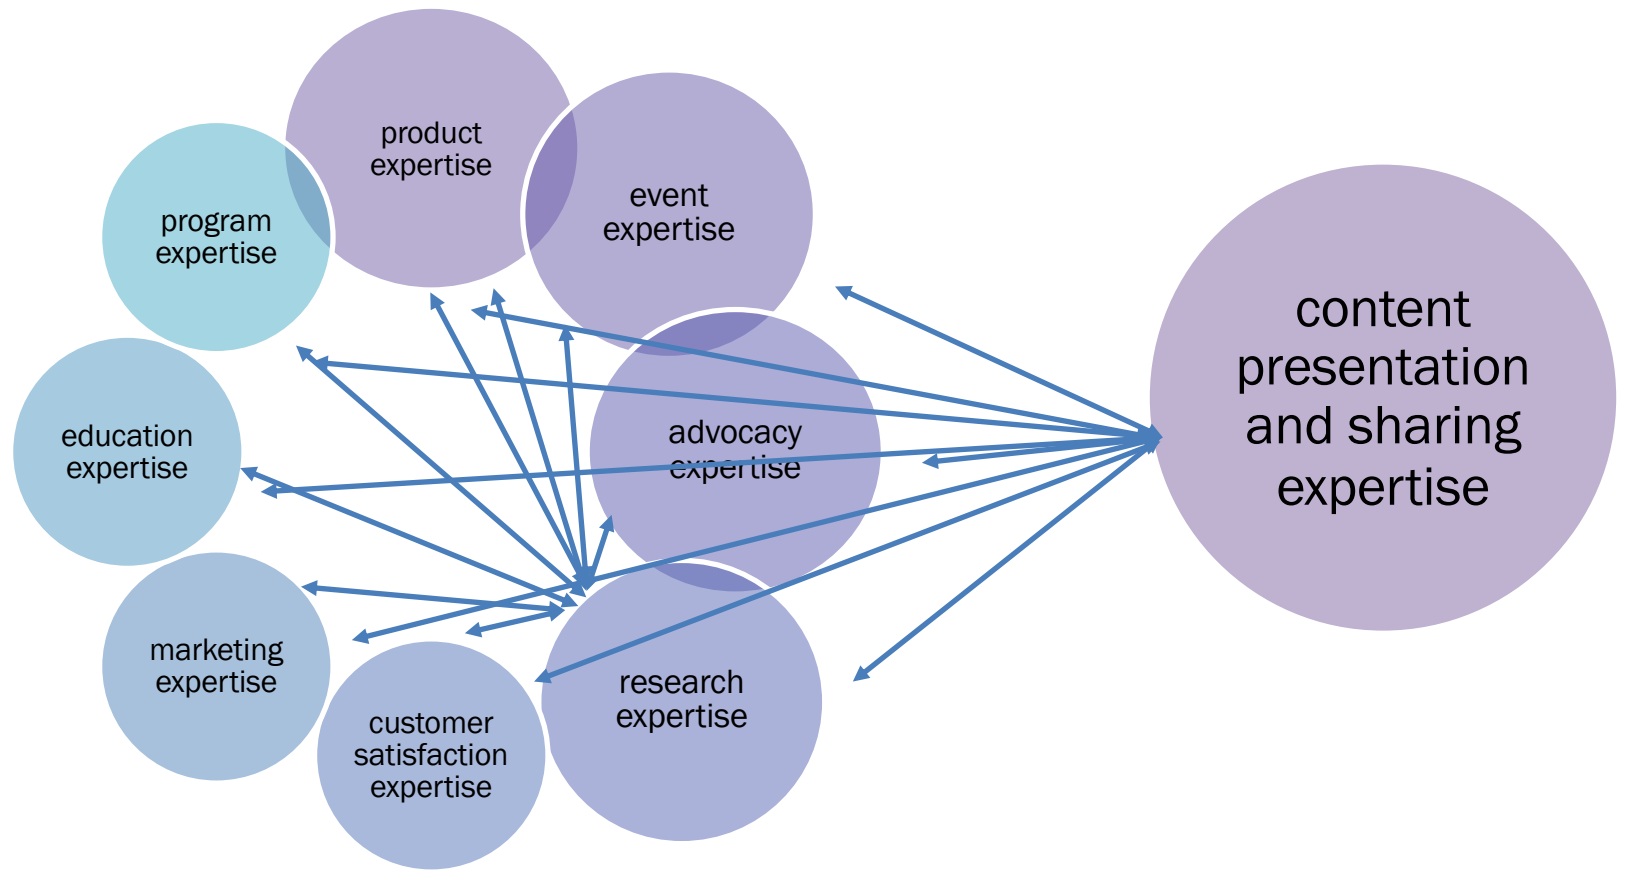 product
expertise
event
expertise
program
expertise
content
presentation
and sharing
expertise
advocacy
expertise
education
expertise
marketing
expertise
research
expertise
customer
satisfaction
expertise